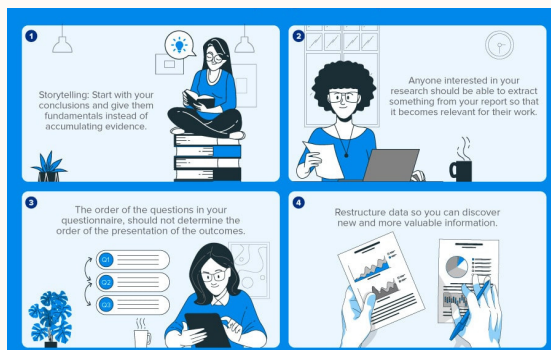 1
Storytelling: Start with your
conclusions and give them
fundamentals instead of
accumulating evidence.
2
Anyone interested in your
research should be able to extract
something from your report so that
it becomes relevant for their work.
3
The order of the questions in your
questionnaire, should not determine the
order of the presentation of the outcomes.
Q1
Q2
Q3
4
Restructure data so you can discover
new and more valuable information.